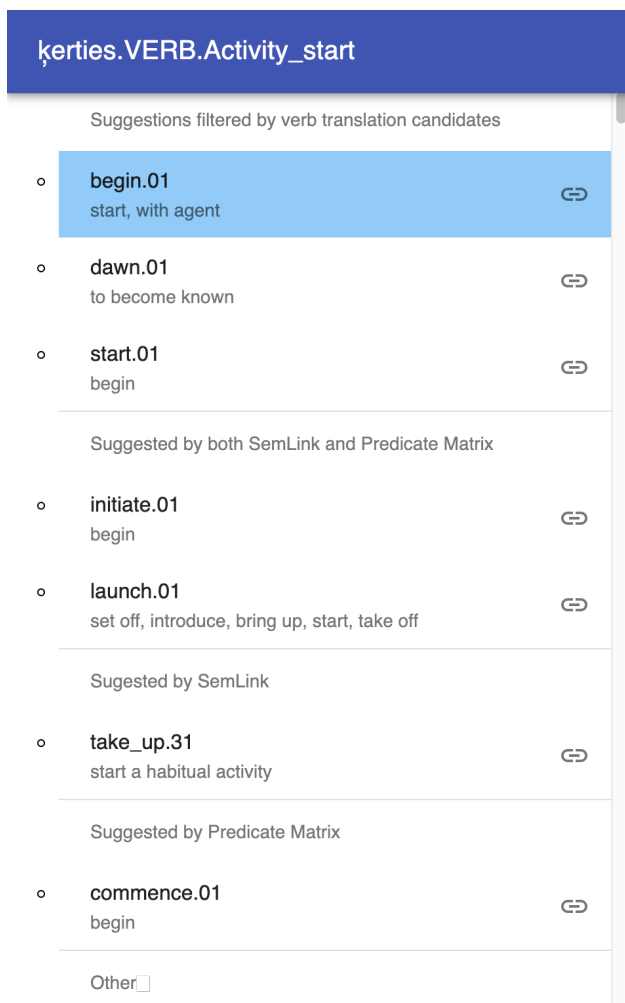 ķerties.VERB.Activity_start
Suggestions filtered by verb translation candidates
begin.01
start, with agent
dawn.01
to become known
start.01
begin
Suggested by both SemLink and Predicate Matrix
initiate.01
begin
launch.01
set off, introduce, bring up, start, take off
Sugested by SemLink
take_up.31
start a habitual activity
Suggested by Predicate Matrix
commence.01
begin
Other